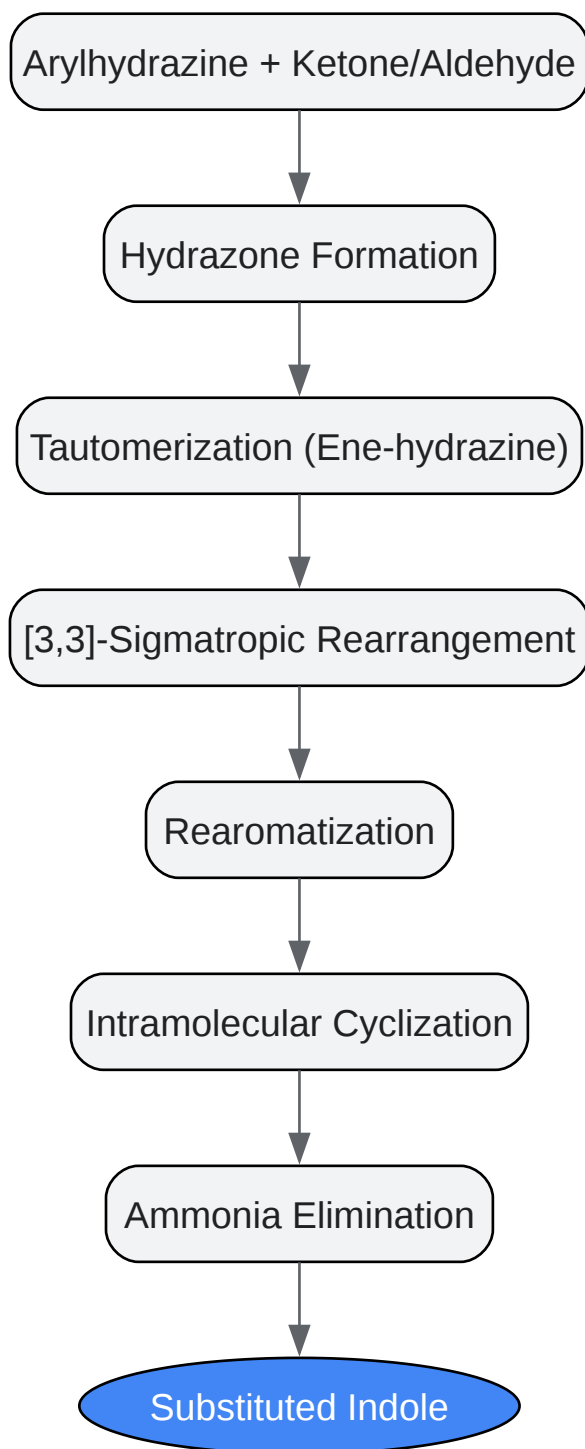 Arylhydrazine + Ketone/Aldehyde
Hydrazone Formation
Tautomerization (Ene-hydrazine)
[3,3]-Sigmatropic Rearrangement
Rearomatization
Intramolecular Cyclization
Ammonia Elimination
Substituted Indole